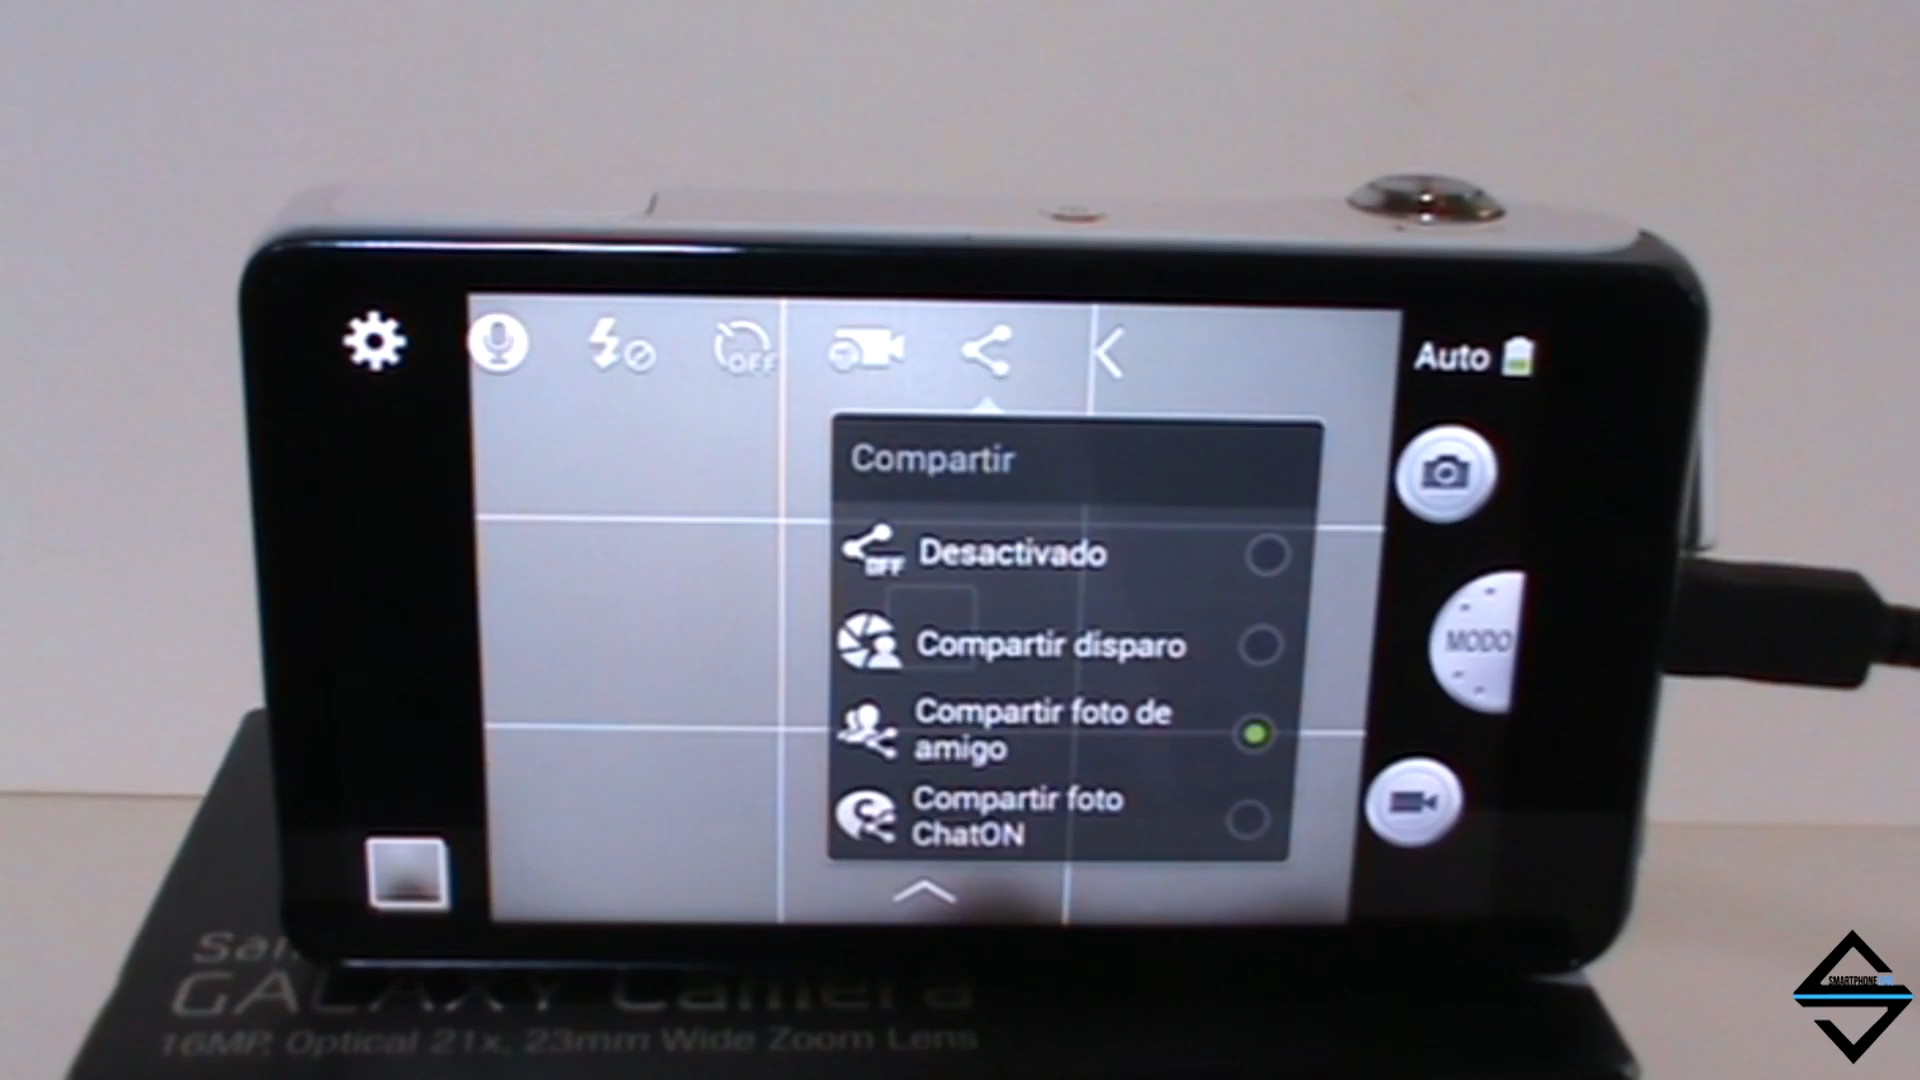 OFF
Auto
Compartir
OFF
Desactivado
Compartir disparo
Compartir foto de
amigo
Compartir foto
ChatON
MODO
GALAXY Camera
16MP, Optical 21x, 23mm Wide Zoom Lens
SMARTPHONE